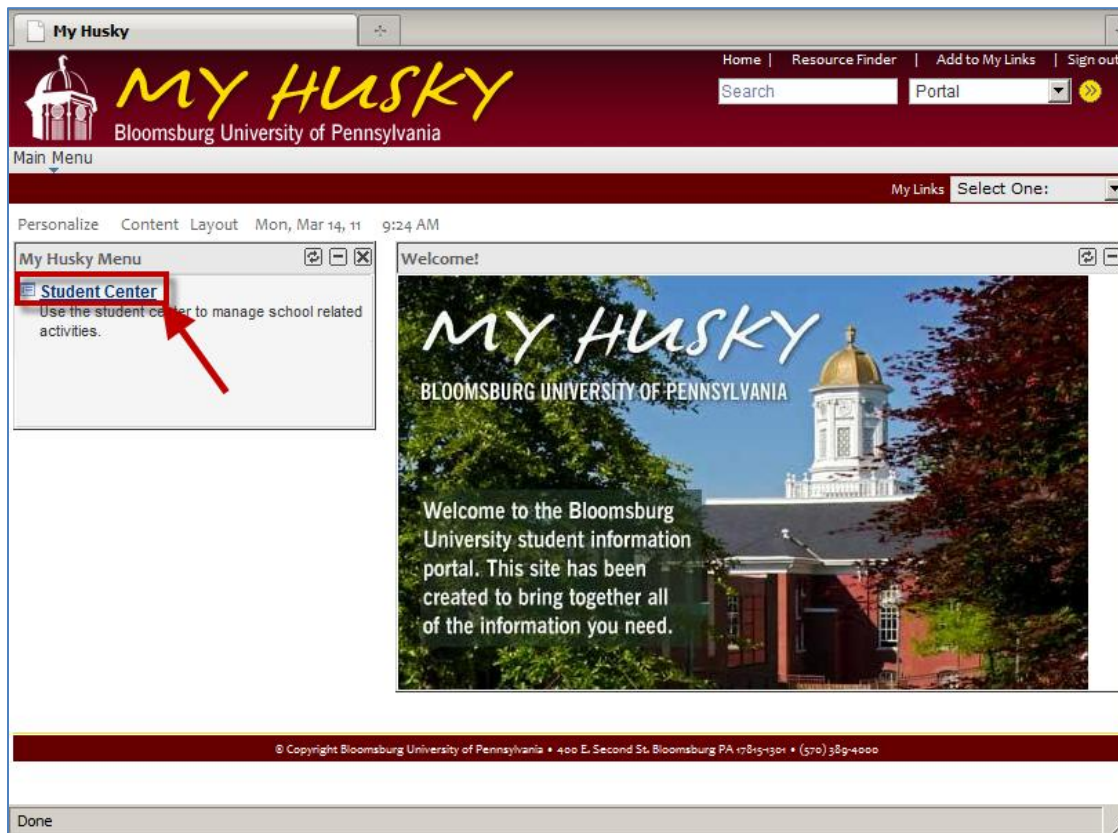 My Husky
Home | Resource Finder | Add to My Links | Sign out
MY HUSKY
Search
Portal
Bloomsburg University of Pennsylvania
Main Menu
My Links Select One:
Personalize Content Layout Mon, Mar 14, 11 9:24 AM
My Husky Menu
Student Center
Use the student center to manage school related
activities.
Welcome!
MY HUSKY
BLOOMSBURG UNIVERSITY OF PENNSYLVANIA
Welcome to the Bloomsburg
University student information
portal. This site has been
created to bring together all
of the information you need.
© Copyright Bloomsburg University of Pennsylvania • 400 E. Second St. Bloomsburg PA 17815-1301 • (570) 389-4000
Done